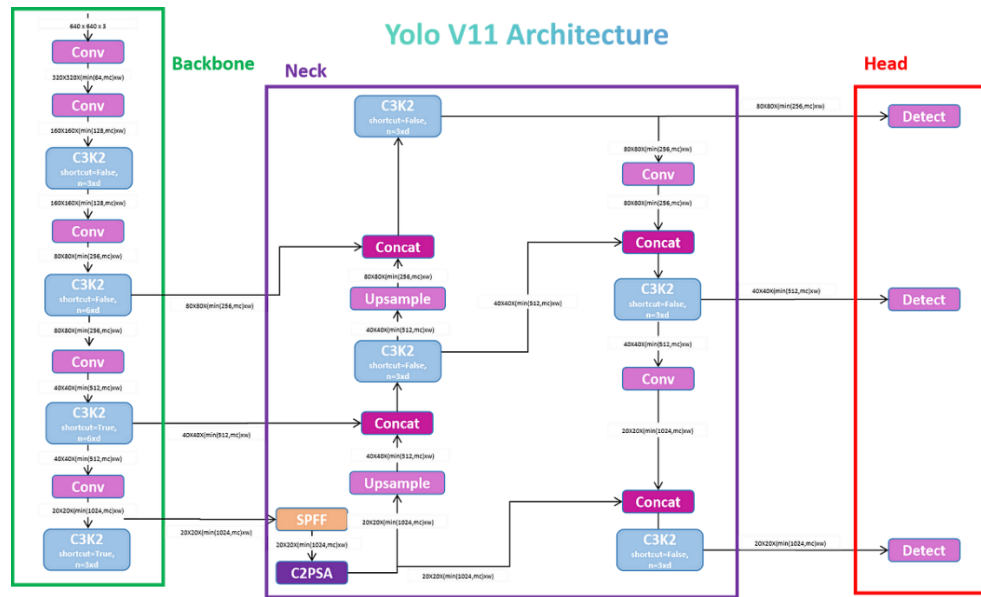 Yolo V11 Architecture
Backbone
640 x 640 x 3
Conv
320X320X(min(64,mc)xw)
Conv
160X160X(min(128,mc)xw)
C3K2
shortcut=False,
n=3xd
160X160X(min(128,mc)xw)
Conv
80X80X(min(256,mc)xw)
C3K2
shortcut=False,
n=6xd
80X80X(min(256,mc)xw)
Conv
40X40X(min(512,mc)xw)
C3K2
shortcut=True,
n=6xd
40X40X(min(512,mc)xw)
Conv
20X20X(min(1024,mc)xw)
C3K2
shortcut=True,
n=3xd
80X80X(min(256,mc)xw)
40X40X(min(512,mc)xw)
20X20X(min(1024,mc)xw)
Neck
C3K2
shortcut=False,
n=3xd
Concat
80X80X(min(256,mc)xw)
Upsample
40X40X(min(512,mc)xw)
C3K2
shortcut=False,
n=3xd
Concat
40X40X(min(512,mc)xw)
Upsample
20X20X(min(1024,mc)xw)
SPFF
20X20X(min(1024,mc)xw)
C2PSA
20X20X(min(1024,mc)xw)
40X40X(min(512,mc)xw)
80X80X(min(256,mc)xw)
Conv
80X80X(min(256,mc)xw)
Concat
C3K2
shortcut=False,
n=3xd
40X40X(min(512,mc)xw)
Conv
20X20X(min(1024,mc)xw)
Concat
C3K2
shortcut=False,
n=3xd
Head
80X80X(min(256,mc)xw)
Detect
40X40X(min(512,mc)xw)
Detect
20X20X(min(1024,mc)xw)
Detect